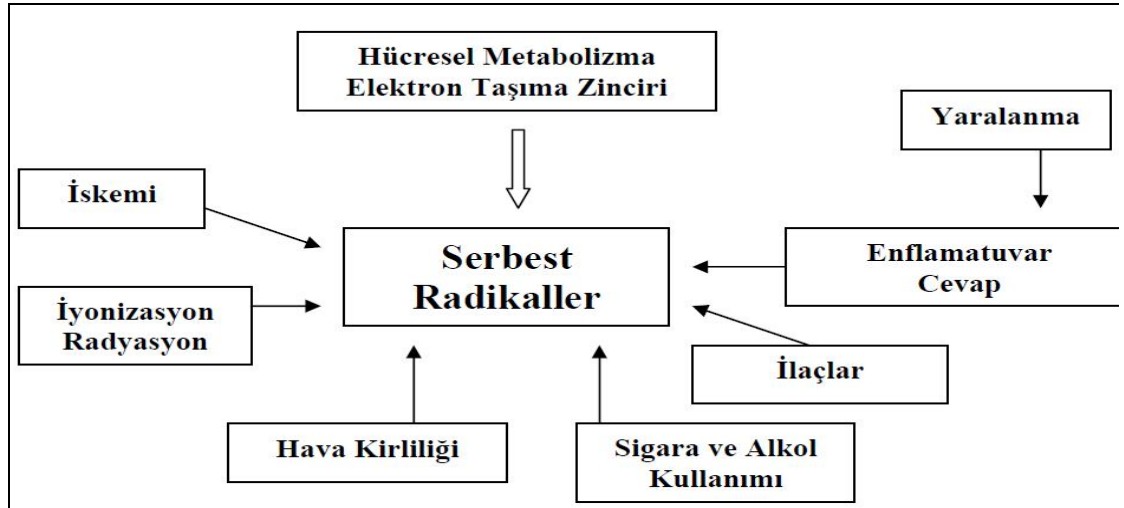 Hücresel Metabolizma
Elektron Taşıma Zinciri
Yaralanma
İskemi
Serbest
Radikaller
Enflamatuvar
Cevap
İyonizasyon
Radyasyon
İlaçlar
Hava Kirliliği
Sigara ve Alkol
Kullanımı